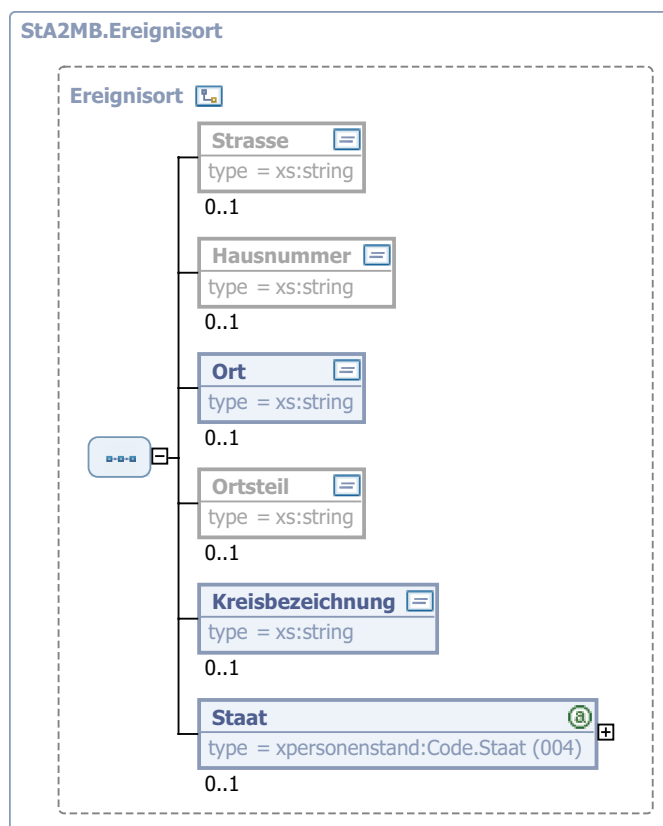 StA2MB.Ereignisort
Ereignisort
Strasse
type = xs:string
0..1
Hausnummer
type = xs:string
0..1
Ort
type = xs:string
0..1
Ortsteil
type = xs:string
0..1
Kreisbezeichnung
type = xs:string
0..1
Staat
type = xpersonenstand:Code.Staat (004)
0..1